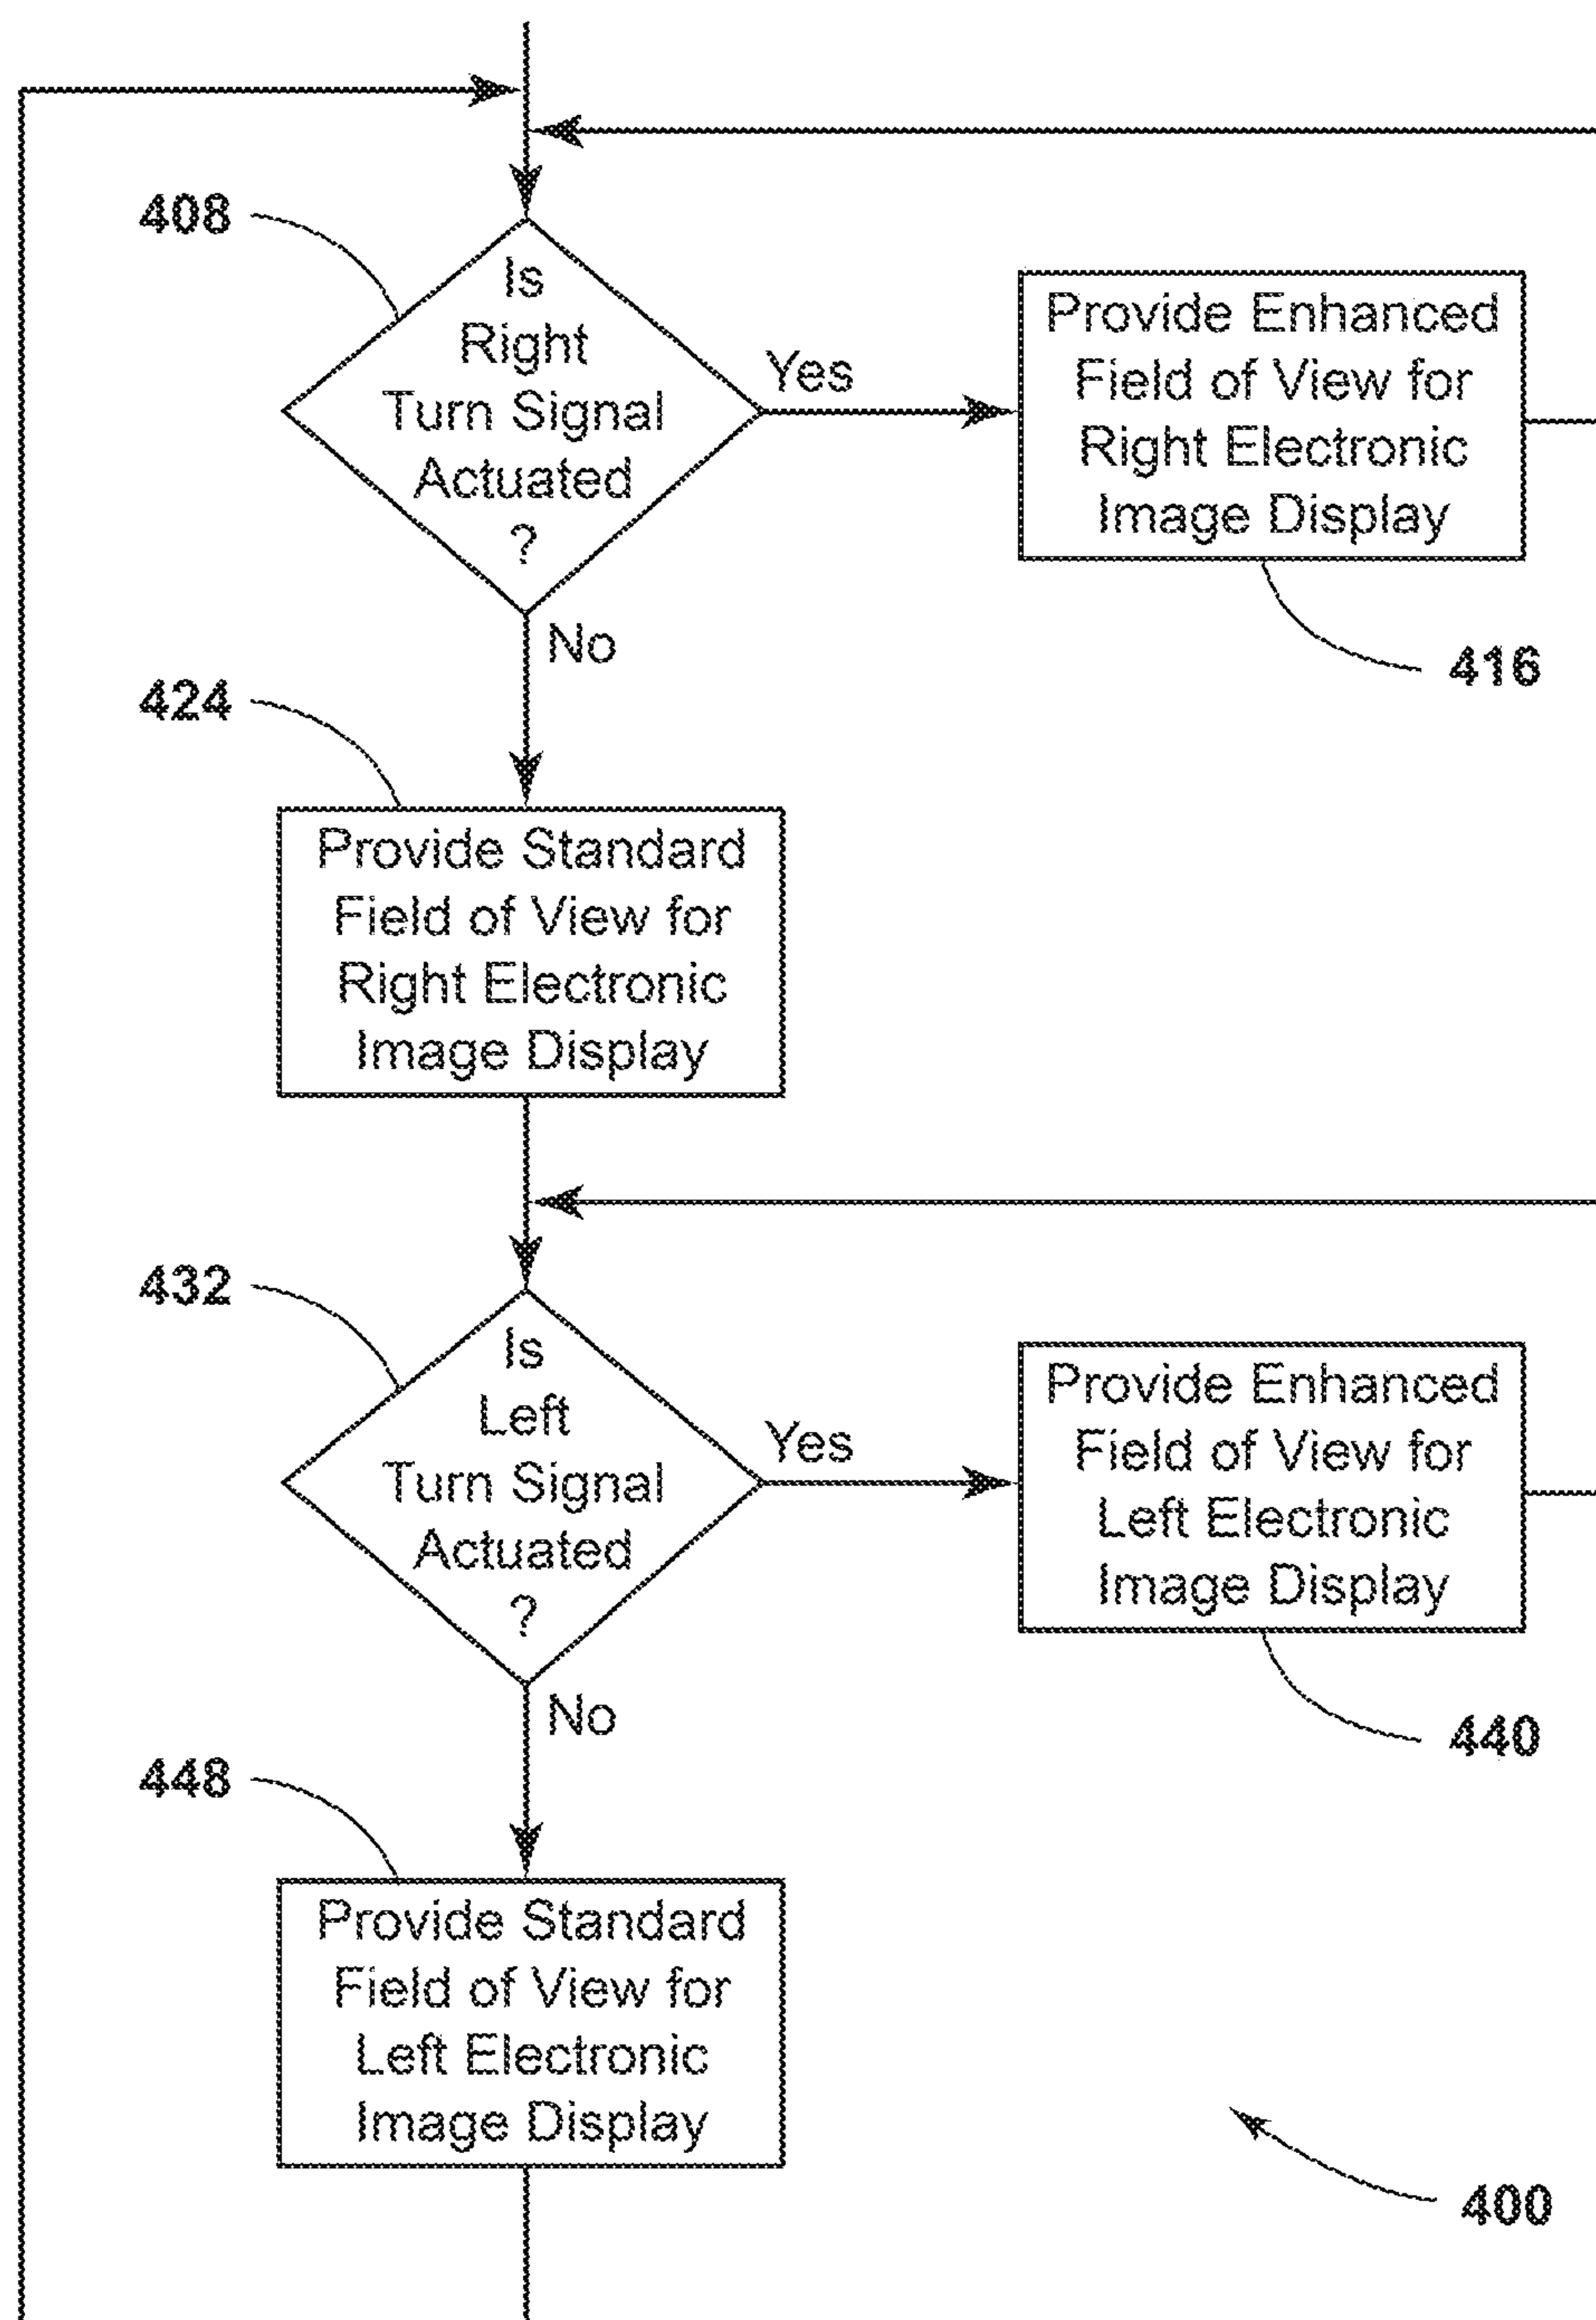 408
Is
Right
Turn Signal
Actuated
?
Yes
Provide Enhanced
Field of View for
Right Electronic
Image Display
416
No
424
Provide Standard
Field of View for
Right Electronic
Image Display
432
Is
Left
Turn Signal
Actuated
?
Yes
Provide Enhanced
Field of View for
Left Electronic
Image Display
440
No
448
Provide Standard
Field of View for
Left Electronic
Image Display
400